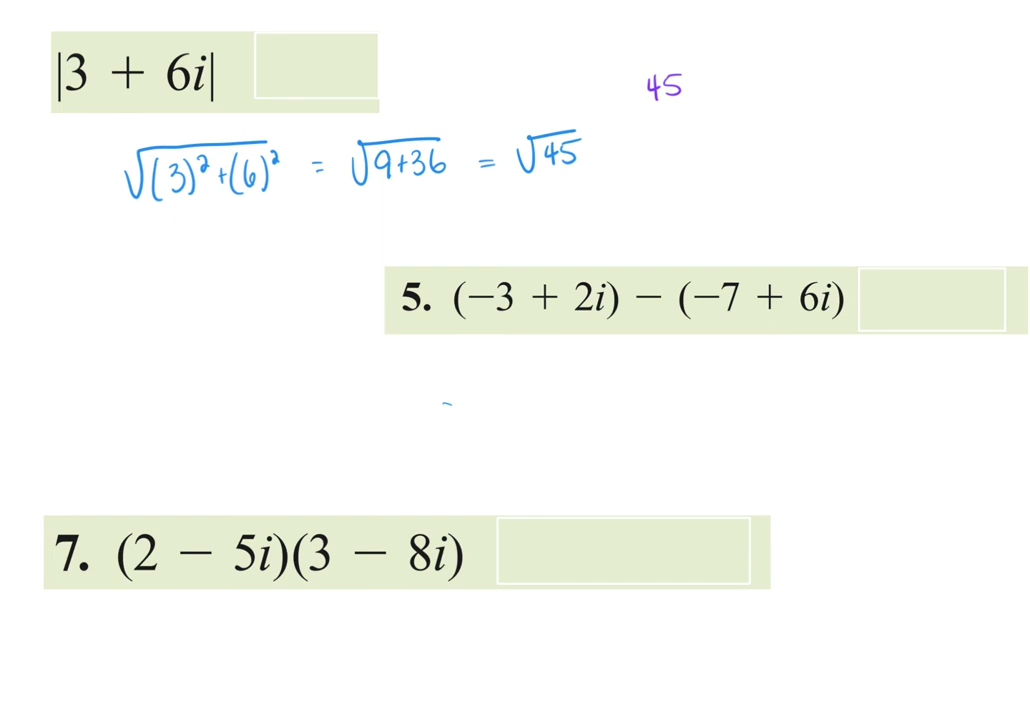 |3 + 6i|
45
√(3)² + (6)² = √9+36 = √45
5. (−3 + 2i) − (−7 + 6i)
7. (2 − 5i)(3 − 8i)